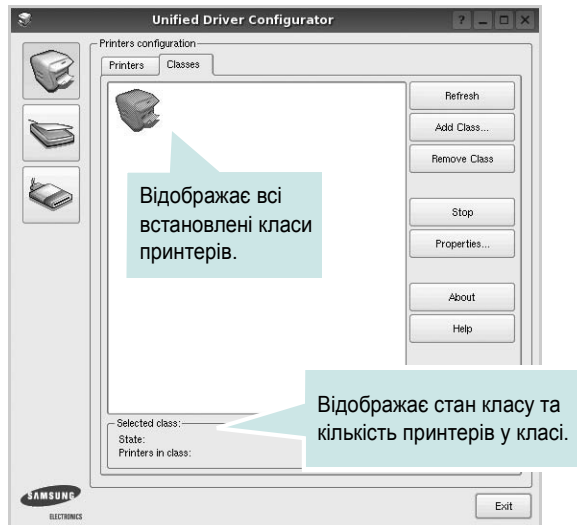 Unified Driver Configurator
Printers configuration
Printers Classes
Refresh
Add Class...
Remove Class
Відображає всі
встановлені класи
принтерів.
Stop
Properties...
About
Help
Відображає стан класу та
кількість принтерів у класі.
Selected class:
State:
Printers in class:
SAMSUNG
ELECTRONICS
Exit